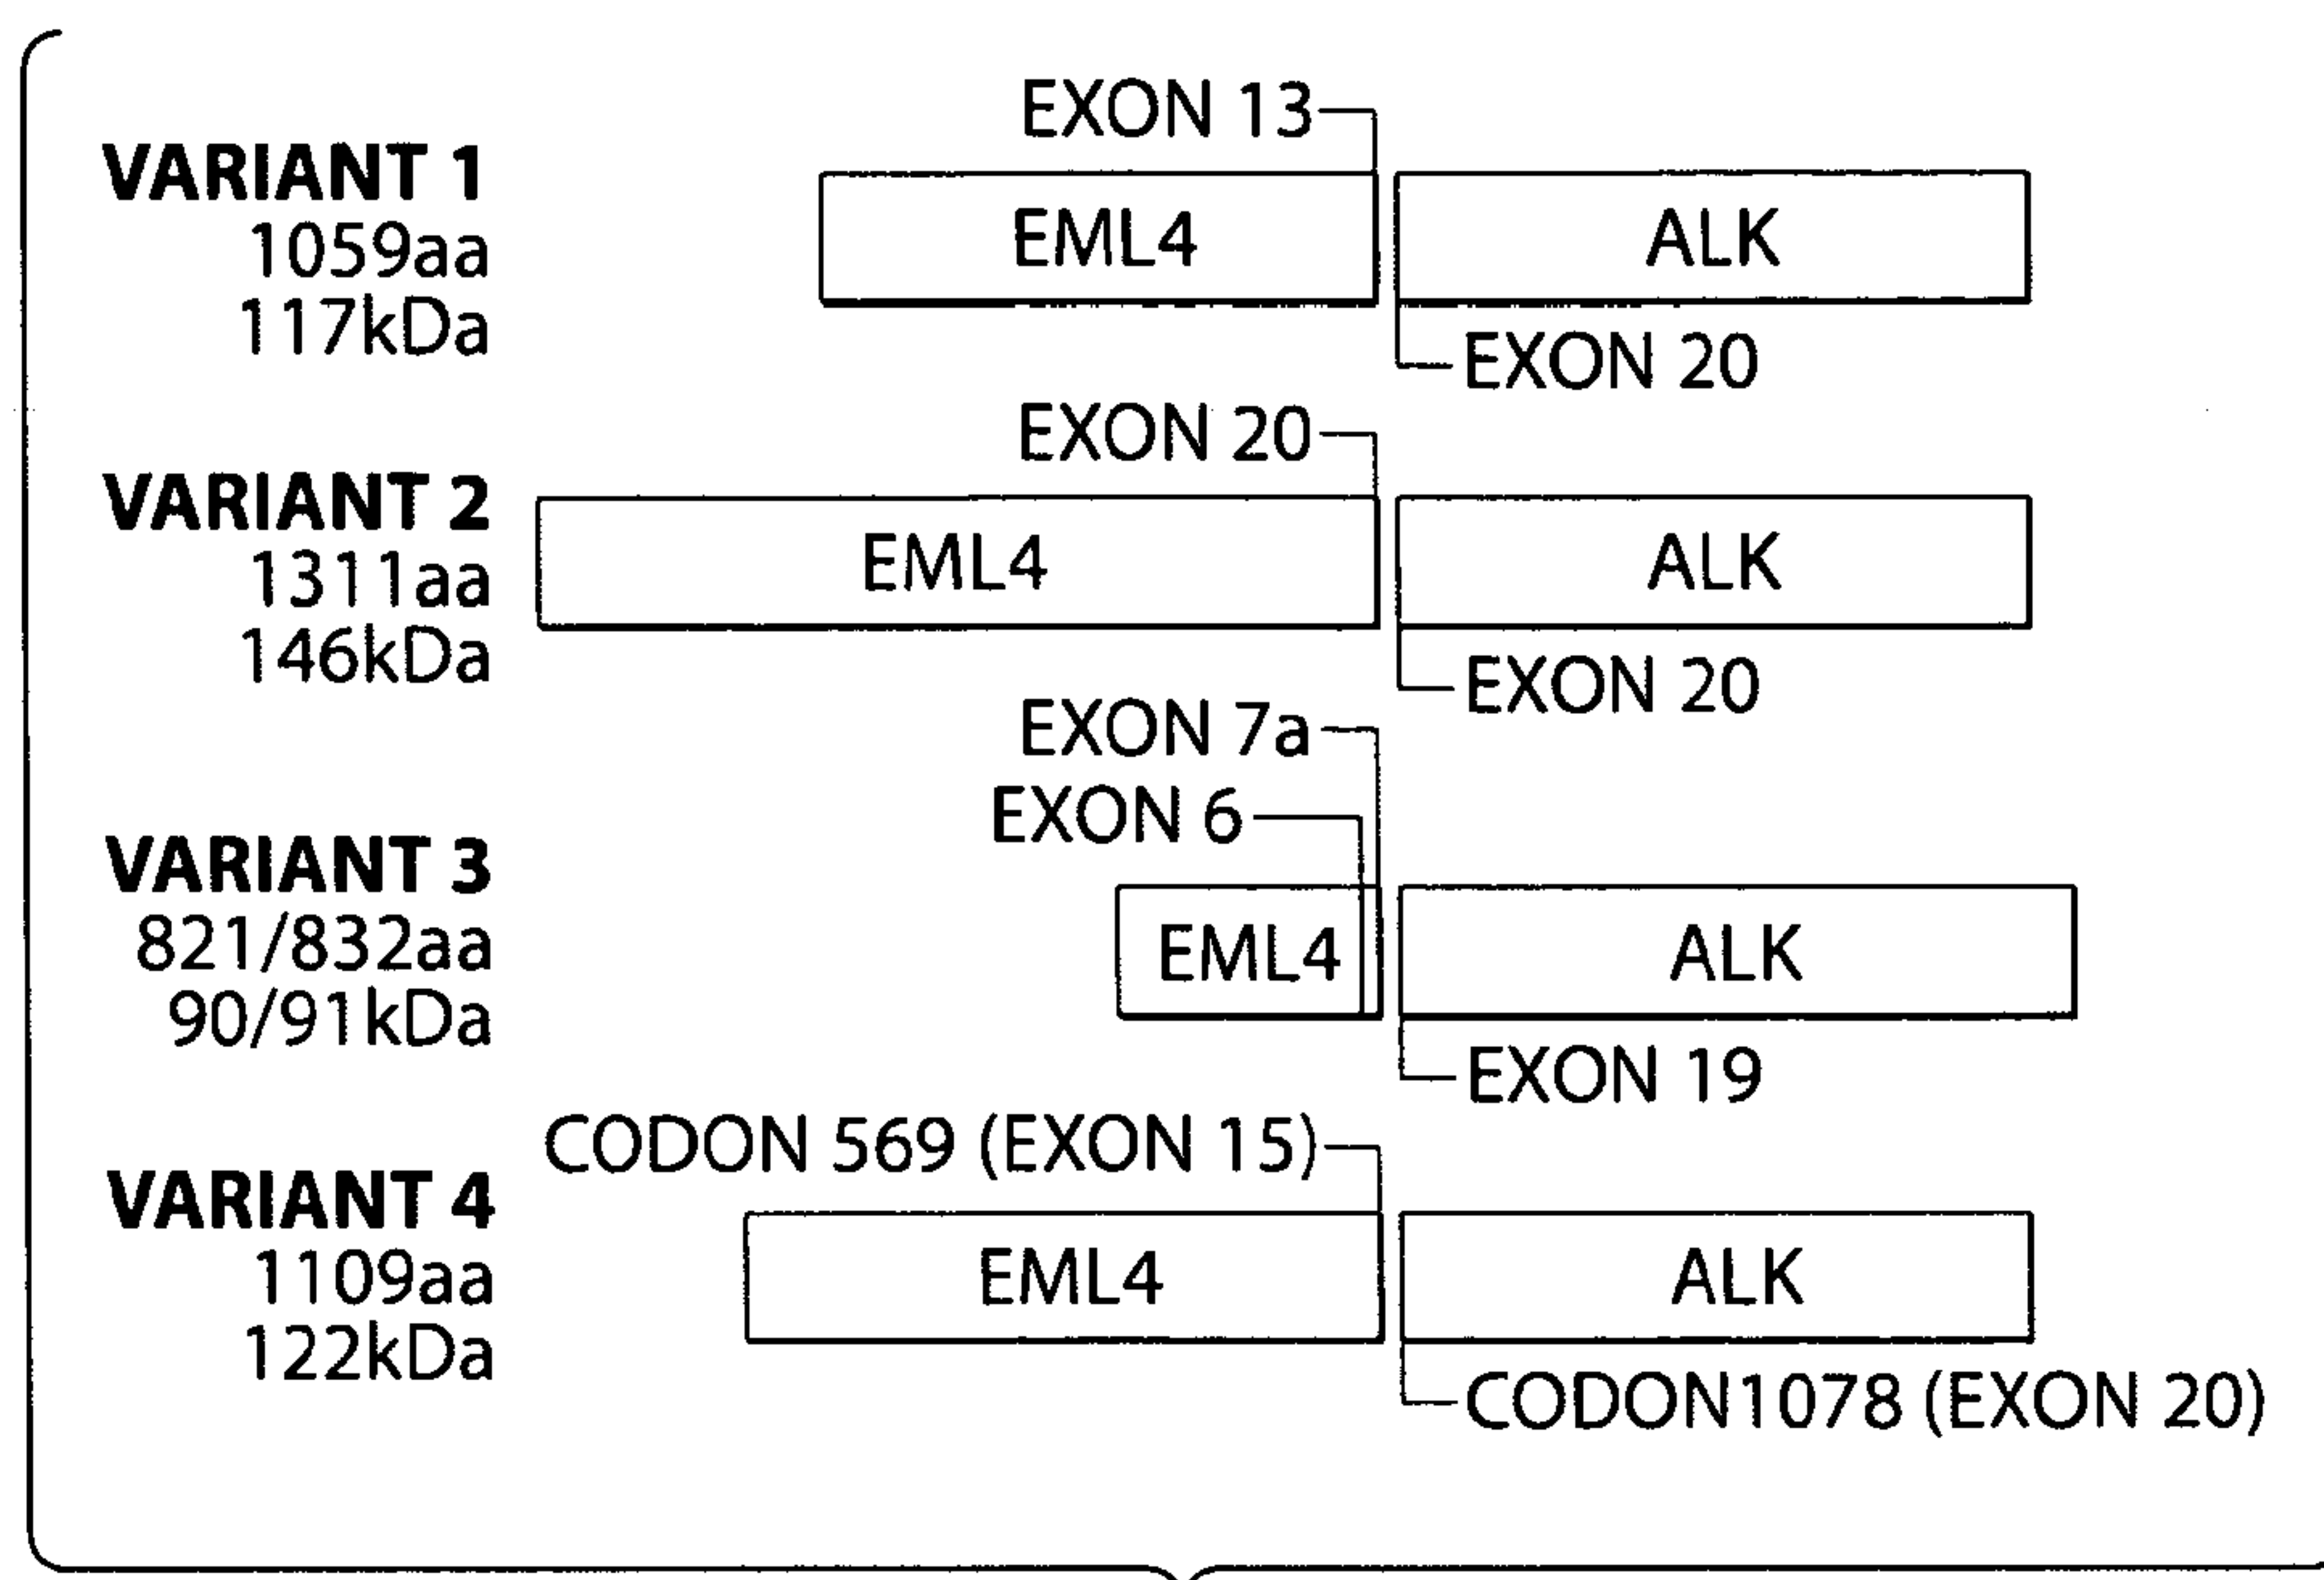 EXON 13
VARIANT 1
1059aa
117kDa
EML4
ALK
EXON 20
EXON 20
VARIANT 2
1311aa
146kDa
EML4
ALK
EXON 20
EXON 7a
EXON 6
VARIANT 3
821/832aa
90/91kDa
EML4
ALK
EXON 19
CODON 569 (EXON 15)
VARIANT 4
1109aa
122kDa
EML4
ALK
CODON1078 (EXON 20)